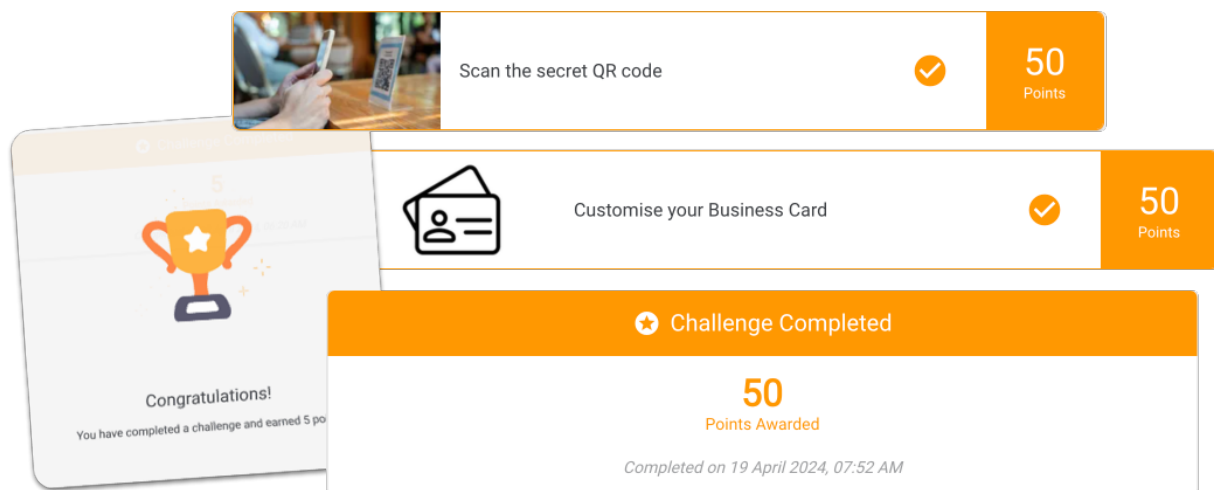 Scan the secret QR code
50
Points
Customise your Business Card
50
Points
Challenge Completed
50
Points Awarded
Completed on 19 April 2024, 07:52 AM
5
Congratulations!
You have completed a challenge and earned 5